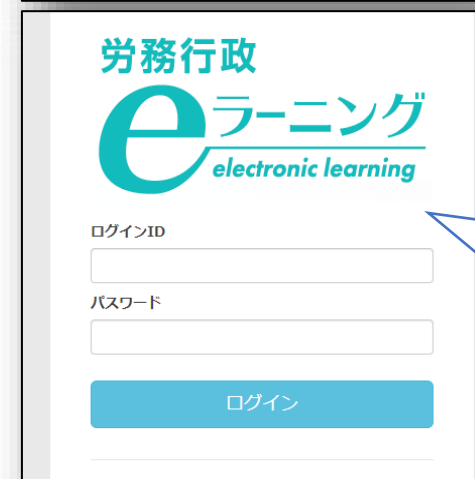 労務行政
eラーニング
electronic learning
ログインID
パスワード
ログイン